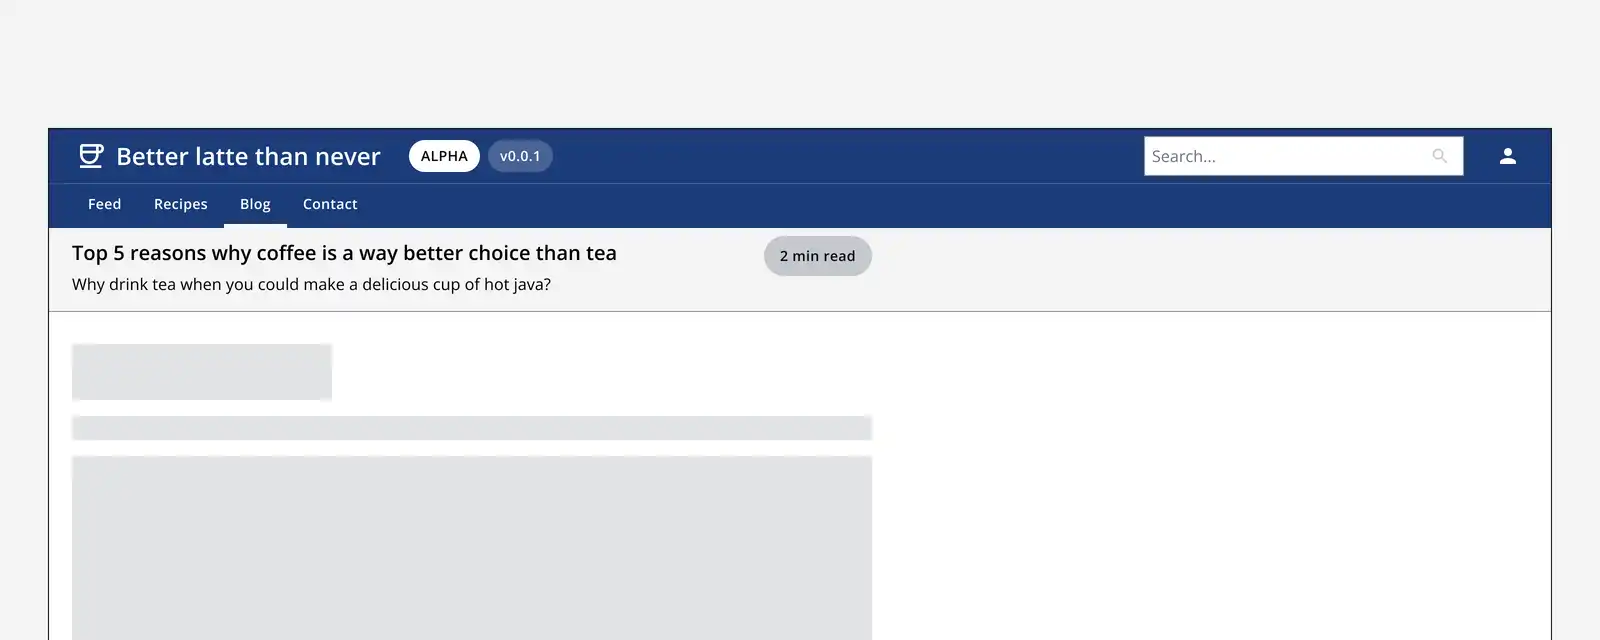 Better latte than never ALPHA v0.0.1 Search...
Feed Recipes Blog Contact
Top 5 reasons why coffee is a way better choice than tea 2 min read
Why drink tea when you could make a delicious cup of hot java?